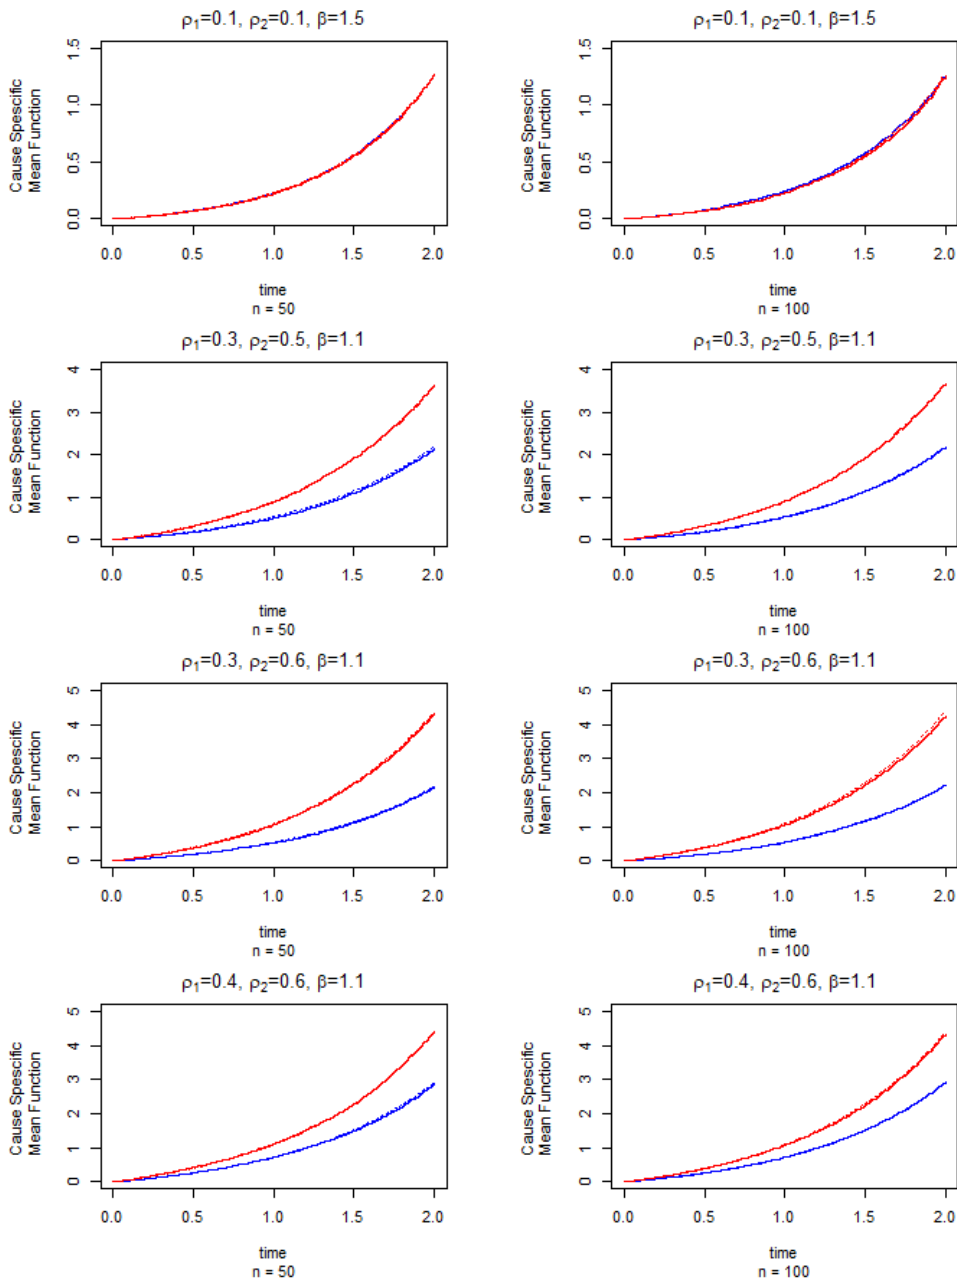 ρ1=0.1, ρ2=0.1, β=1.5
Cause Spescific
Mean Function
1.5
1.0
0.5
0.0
0.0 0.5 1.0 1.5 2.0
time
n = 50
ρ1=0.1, ρ2=0.1, β=1.5
Cause Spescific
Mean Function
1.5
1.0
0.5
0.0
0.0 0.5 1.0 1.5 2.0
time
n = 100
ρ1=0.3, ρ2=0.5, β=1.1
Cause Spescific
Mean Function
4
3
2
1
0
0.0 0.5 1.0 1.5 2.0
time
n = 50
ρ1=0.3, ρ2=0.5, β=1.1
Cause Spescific
Mean Function
4
3
2
1
0
0.0 0.5 1.0 1.5 2.0
time
n = 100
ρ1=0.3, ρ2=0.6, β=1.1
Cause Spescific
Mean Function
5
4
3
2
1
0
0.0 0.5 1.0 1.5 2.0
time
n = 50
ρ1=0.3, ρ2=0.6, β=1.1
Cause Spescific
Mean Function
5
4
3
2
1
0
0.0 0.5 1.0 1.5 2.0
time
n = 100
ρ1=0.4, ρ2=0.6, β=1.1
Cause Spescific
Mean Function
5
4
3
2
1
0
0.0 0.5 1.0 1.5 2.0
time
n = 50
ρ1=0.4, ρ2=0.6, β=1.1
Cause Spescific
Mean Function
5
4
3
2
1
0
0.0 0.5 1.0 1.5 2.0
time
n = 100